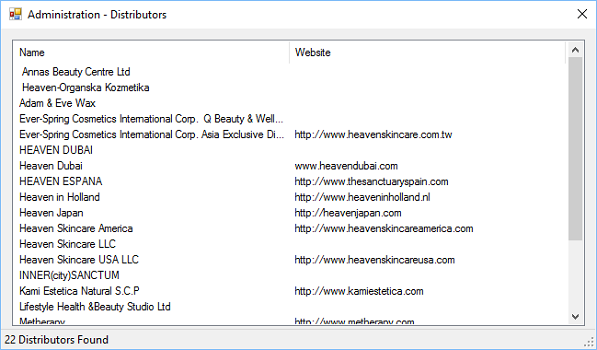 Administration - Distributors
Name Website
Annas Beauty Centre Ltd
Heaven-Organska Kozmetika
Adam & Eve Wax
Ever-Spring Cosmetics International Corp. Q Beauty & Well...
Ever-Spring Cosmetics International Corp. Asia Exclusive Di... http://www.heavenskincare.com.tw
HEAVEN DUBAI
Heaven Dubai www.heavendubai.com
HEAVEN ESPANA http://www.thesanctuaryspain.com
Heaven in Holland http://www.heaveninholland.nl
Heaven Japan http://heavenjapan.com
Heaven Skincare America http://www.heavenskincareamerica.com
Heaven Skincare LLC
Heaven Skincare USA LLC http://www.heavenskincareusa.com
INNER(city)SANCTUM
Kami Estetica Natural S.C.P http://www.kamiestetica.com
Lifestyle Health &Beauty Studio Ltd
Metherapy http://www.metherapy.com
22 Distributors Found